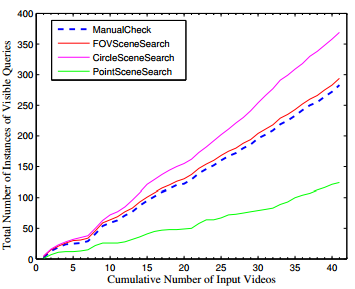 Total Number of Instances of Visible Queries
400
350
300
250
200
150
100
50
0
ManualCheck
FOVSceneSearch
CircleSceneSearch
PointSceneSearch
0 5 10 15 20 25 30 35 40
Cumulative Number of Input Videos